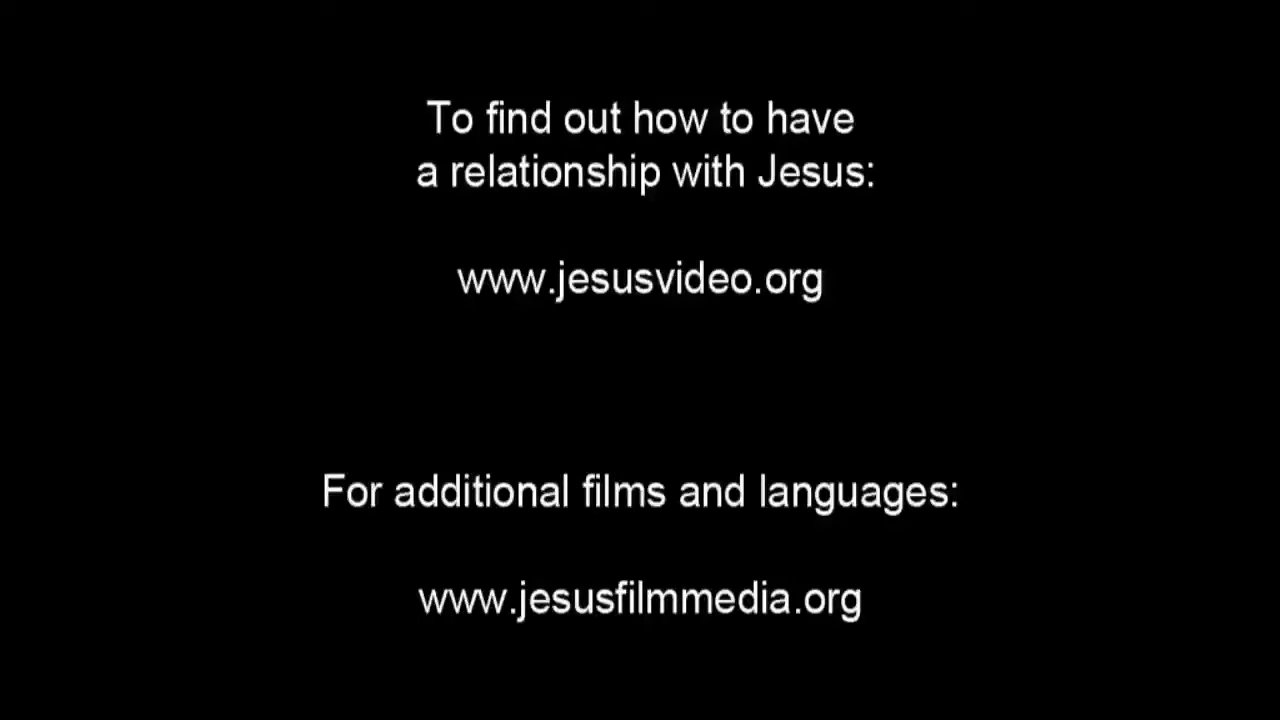 To find out how to have
a relationship with Jesus:
www.jesusvideo.org
For additional films and languages:
www.jesusfilmmedia.org